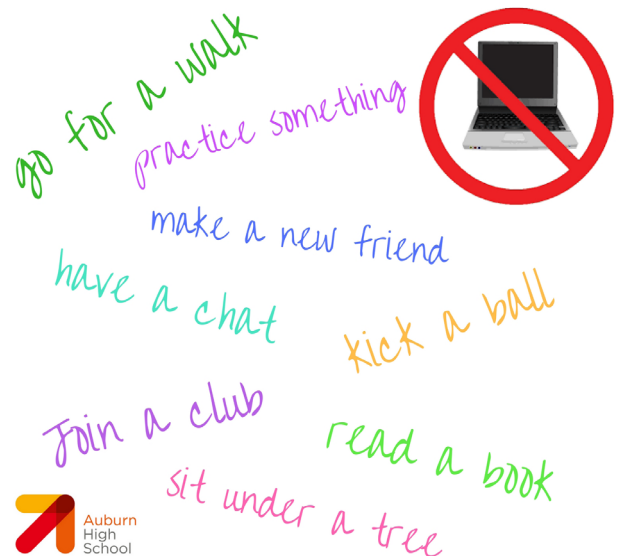 go for a walk
practice something
make a new friend
have a chat
kick a ball
Join a club
read a book
sit under a tree
Auburn
High
School